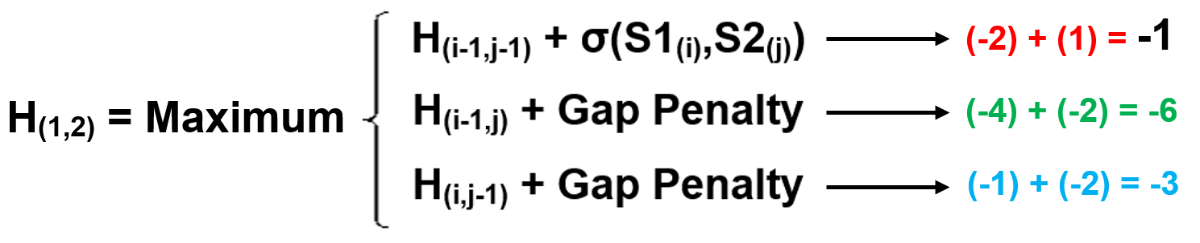 H(i-1,j-1) + σ(S1(i),S2(j)) → (-2) + (1) = -1
H(1,2) = Maximum { H(i-1,j) + Gap Penalty → (-4) + (-2) = -6
H(i,j-1) + Gap Penalty → (-1) + (-2) = -3